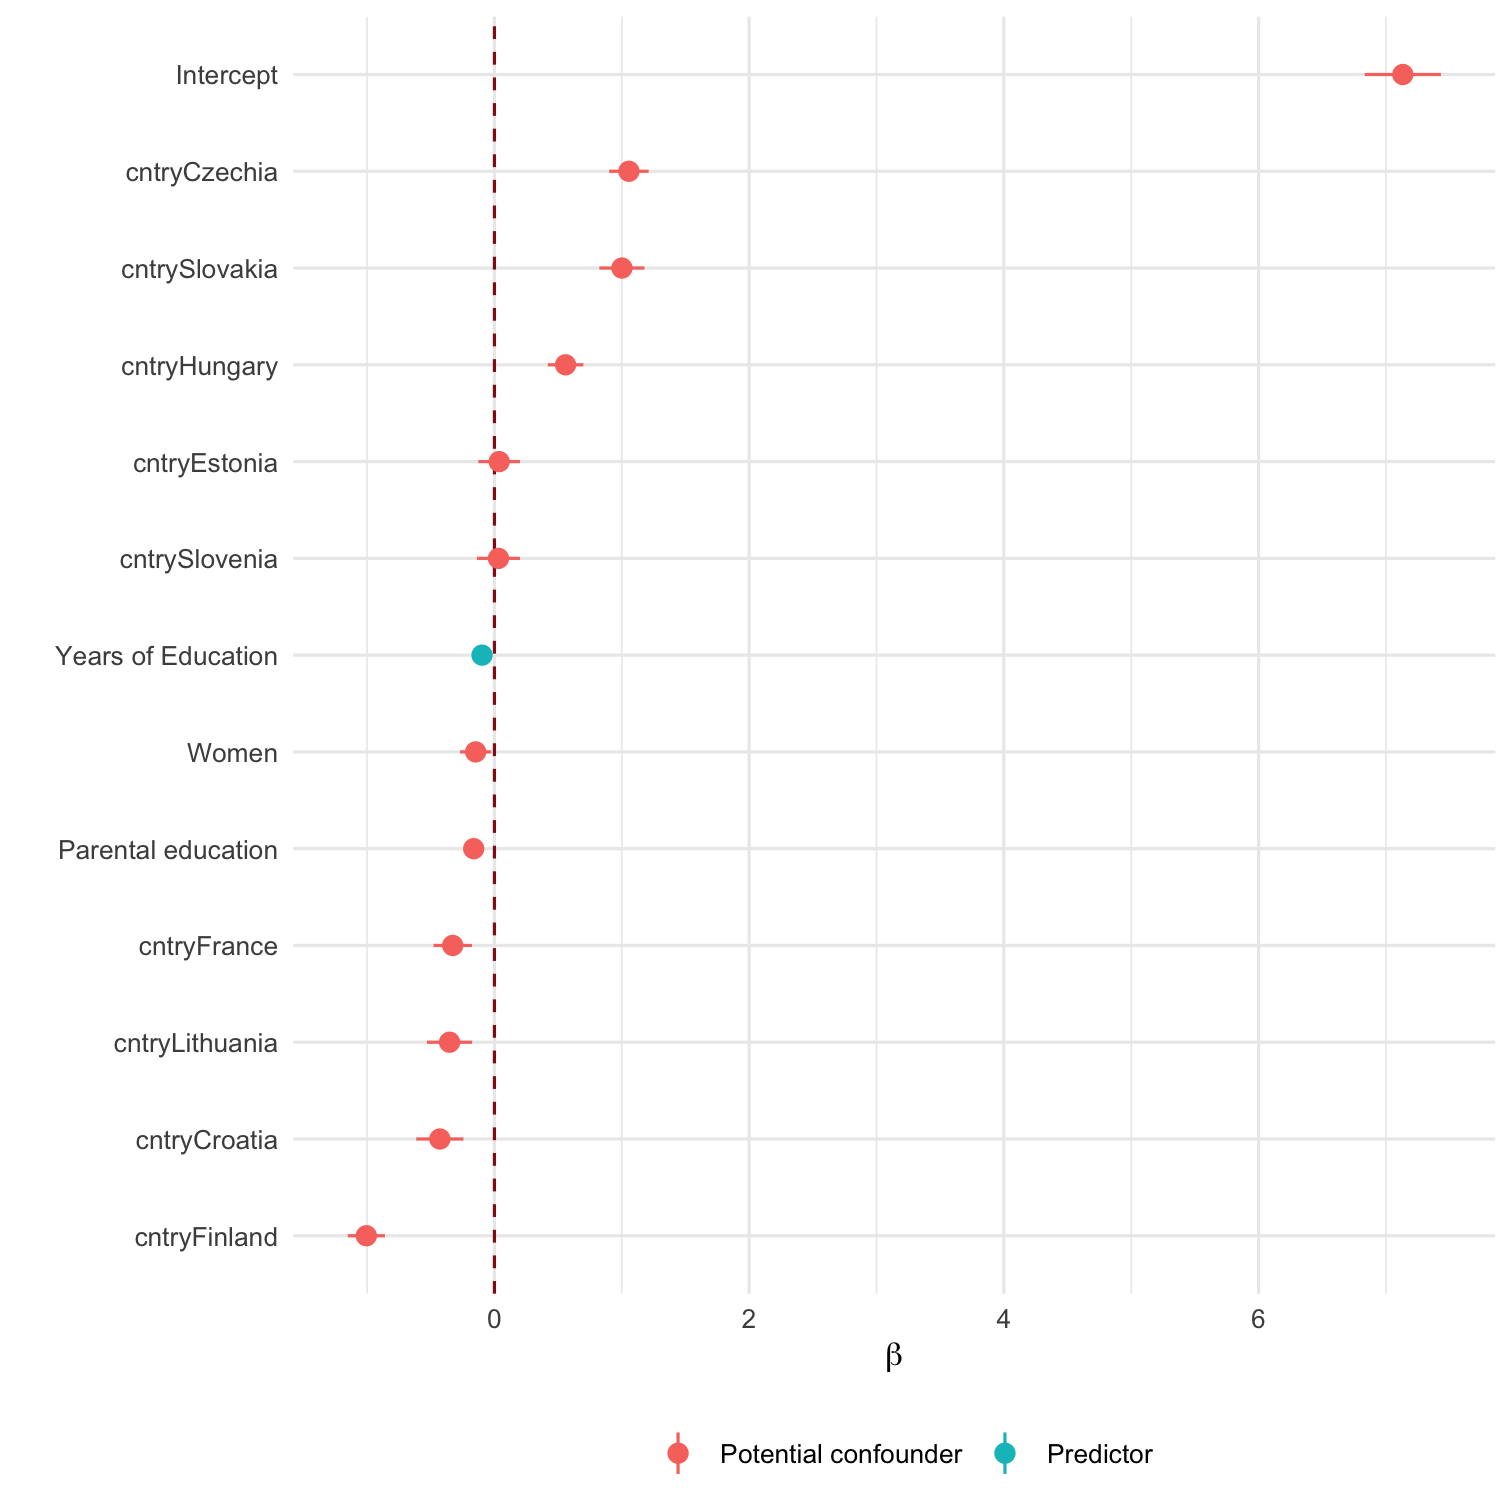 Intercept
cntryCzechia
cntrySlovakia
cntryHungary
cntryEstonia
cntrySlovenia
Years of Education
Women
Parental education
cntryFrance
cntryLithuania
cntryCroatia
cntryFinland
0 2 4 6
β
Potential confounder Predictor